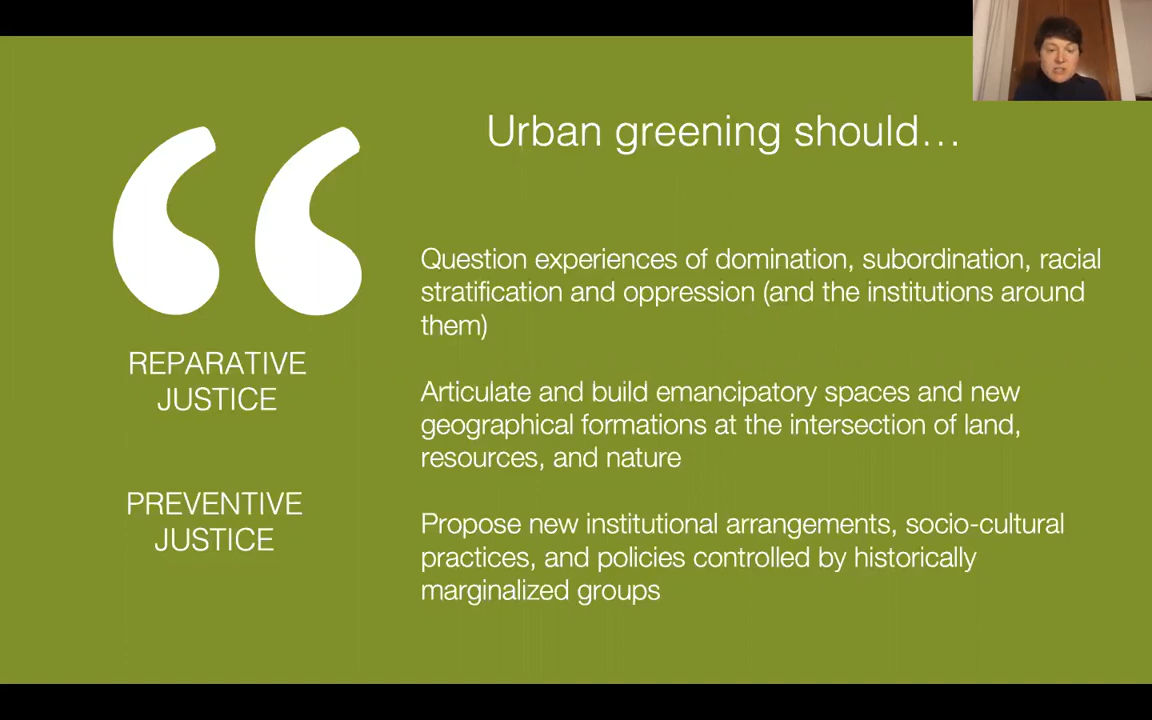 Urban greening should...
REPARATIVE
JUSTICE
PREVENTIVE
JUSTICE
Question experiences of domination, subordination, racial
stratification and oppression (and the institutions around
them)
Articulate and build emancipatory spaces and new
geographical formations at the intersection of land,
resources, and nature
Propose new institutional arrangements, socio-cultural
practices, and policies controlled by historically
marginalized groups